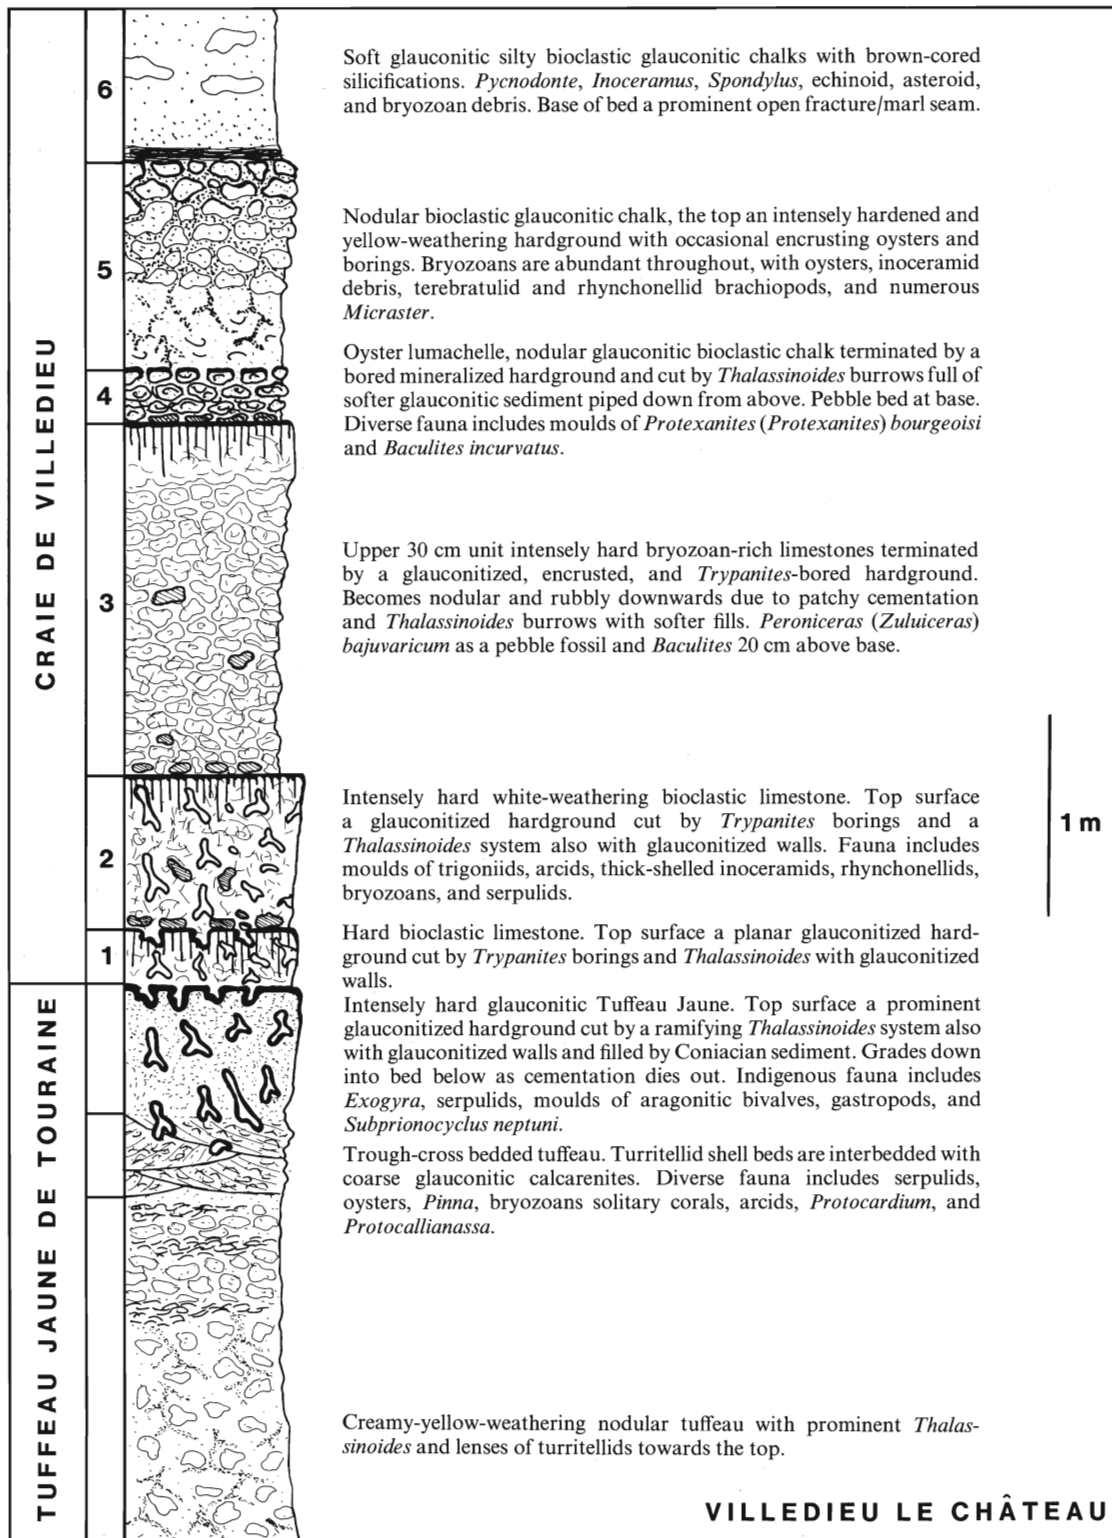 CRAIE DE VILLEDIEU
TUFFEAU JAUNE DE TOURAINE
6
Soft glauconitic silty bioclastic glauconitic chalks with brown-cored
silicifications. Pycnodonte, Inoceramus, Spondylus, echinoid, asteroid,
and bryozoan debris. Base of bed a prominent open fracture/marl seam.
5
Nodular bioclastic glauconitic chalk, the top an intensely hardened and
yellow-weathering hardground with occasional encrusting oysters and
borings. Bryozoans are abundant throughout, with oysters, inoceramid
debris, terebratulid and rhynchonellid brachiopods, and numerous
Micraster.
4
Oyster lumachelle, nodular glauconitic bioclastic chalk terminated by a
bored mineralized hardground and cut by Thalassinoides burrows full of
softer glauconitic sediment piped down from above. Pebble bed at base.
Diverse fauna includes moulds of Protexanites (Protexanites) bourgeoisi
and Baculites incurvatus.
3
Upper 30 cm unit intensely hard bryozoan-rich limestones terminated
by a glauconitized, encrusted, and Trypanites-bored hardground.
Becomes nodular and rubbly downwards due to patchy cementation
and Thalassinoides burrows with softer fills. Peroniceras (Zuluiceras)
bajuvaricum as a pebble fossil and Baculites 20 cm above base.
2
Intensely hard white-weathering bioclastic limestone. Top surface
a glauconitized hardground cut by Trypanites borings and a
Thalassinoides system also with glauconitized walls. Fauna includes
moulds of trigoniids, arcids, thick-shelled inoceramids, rhynchonellids,
bryozoans, and serpulids.
1 m
1
Hard bioclastic limestone. Top surface a planar glauconitized hard-
ground cut by Trypanites borings and Thalassinoides with glauconitized
walls.
Intensely hard glauconitic Tuffeau Jaune. Top surface a prominent
glauconitized hardground cut by a ramifying Thalassinoides system also
with glauconitized walls and filled by Coniacian sediment. Grades down
into bed below as cementation dies out. Indigenous fauna includes
Exogyra, serpulids, moulds of aragonitic bivalves, gastropods, and
Subprionocyclus neptuni.
Trough-cross bedded tuffeau. Turritellid shell beds are interbedded with
coarse glauconitic calcarenites. Diverse fauna includes serpulids,
oysters, Pinna, bryozoans solitary corals, arcids, Protocardium, and
Protocallianassa.
Creamy-yellow-weathering nodular tuffeau with prominent Thalas-
sinoides and lenses of turritellids towards the top.
VILLEDIEU LE CHÂTEAU